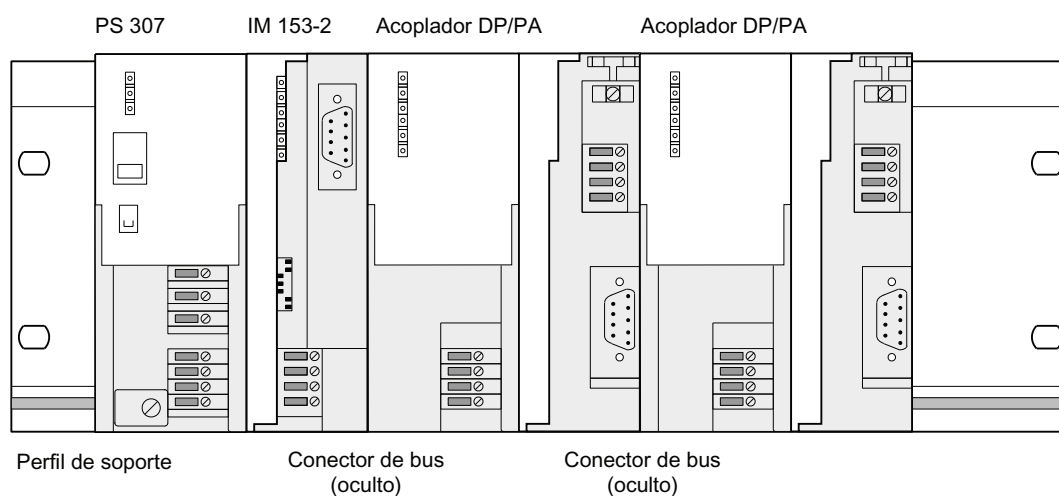 PS 307
IM 153-2
Acoplador DP/PA
Acoplador DP/PA
Perfil de soporte
Conector de bus
(oculto)
Conector de bus
(oculto)